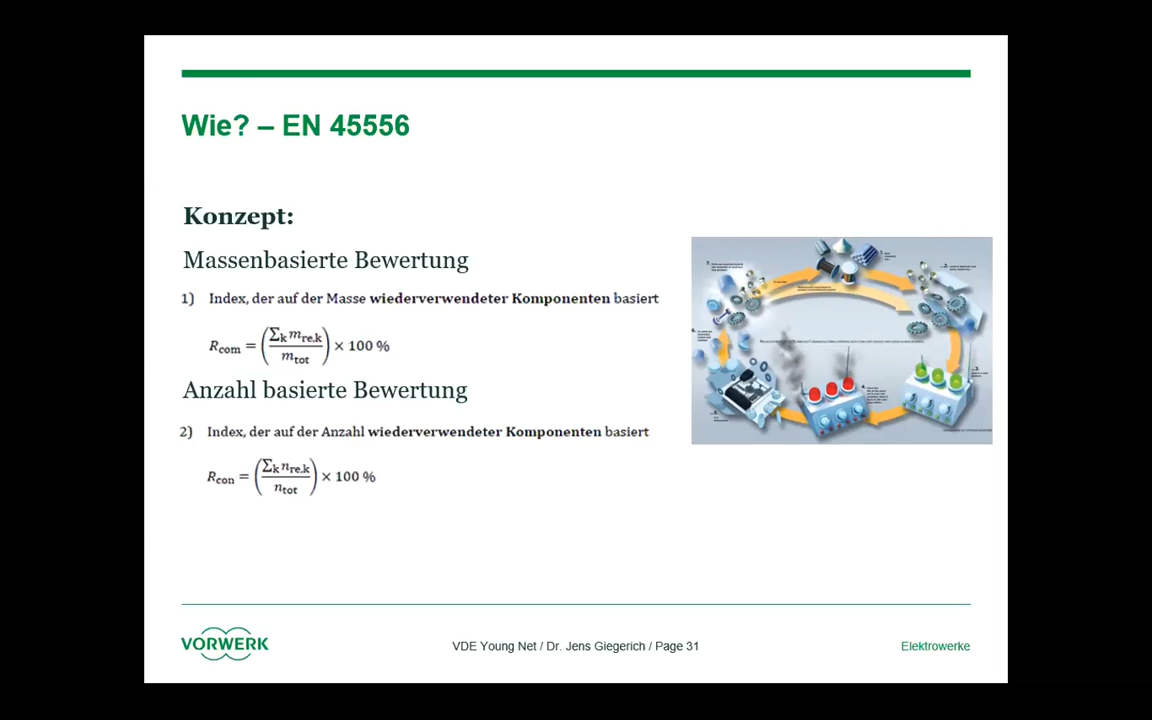 Wie? – EN 45556
Konzept:
Massenbasierte Bewertung
1) Index, der auf der Masse wiederverwendeter Komponenten basiert
R_com = (Σ_k m_re,k / m_tot) × 100 %
Anzahl basierte Bewertung
2) Index, der auf der Anzahl wiederverwendeter Komponenten basiert
R_con = (Σ_k n_re,k / n_tot) × 100 %
VORWERK
VDE Young Net / Dr. Jens Giegerich / Page 31
Elektrowerke